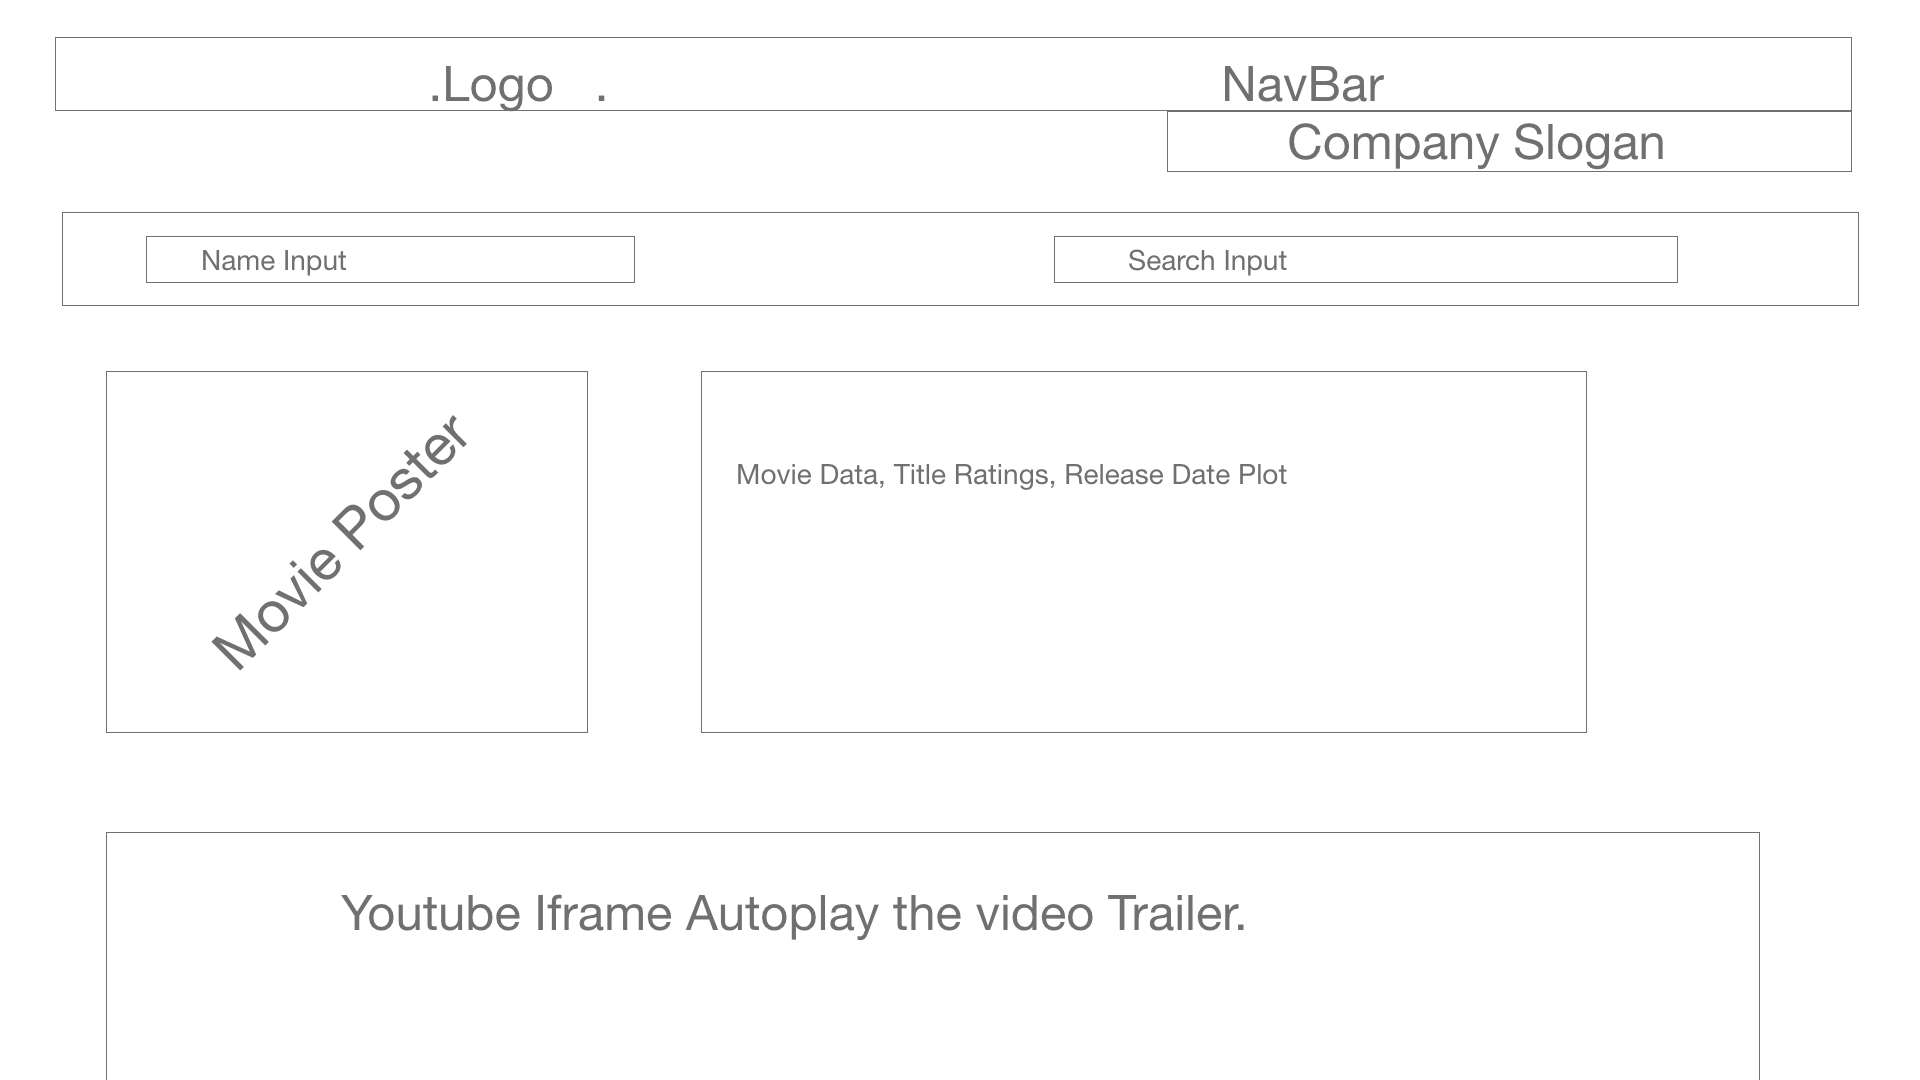 .Logo .
NavBar
Company Slogan
Name Input
Search Input
Movie Poster
Movie Data, Title Ratings, Release Date Plot
Youtube Iframe Autoplay the video Trailer.